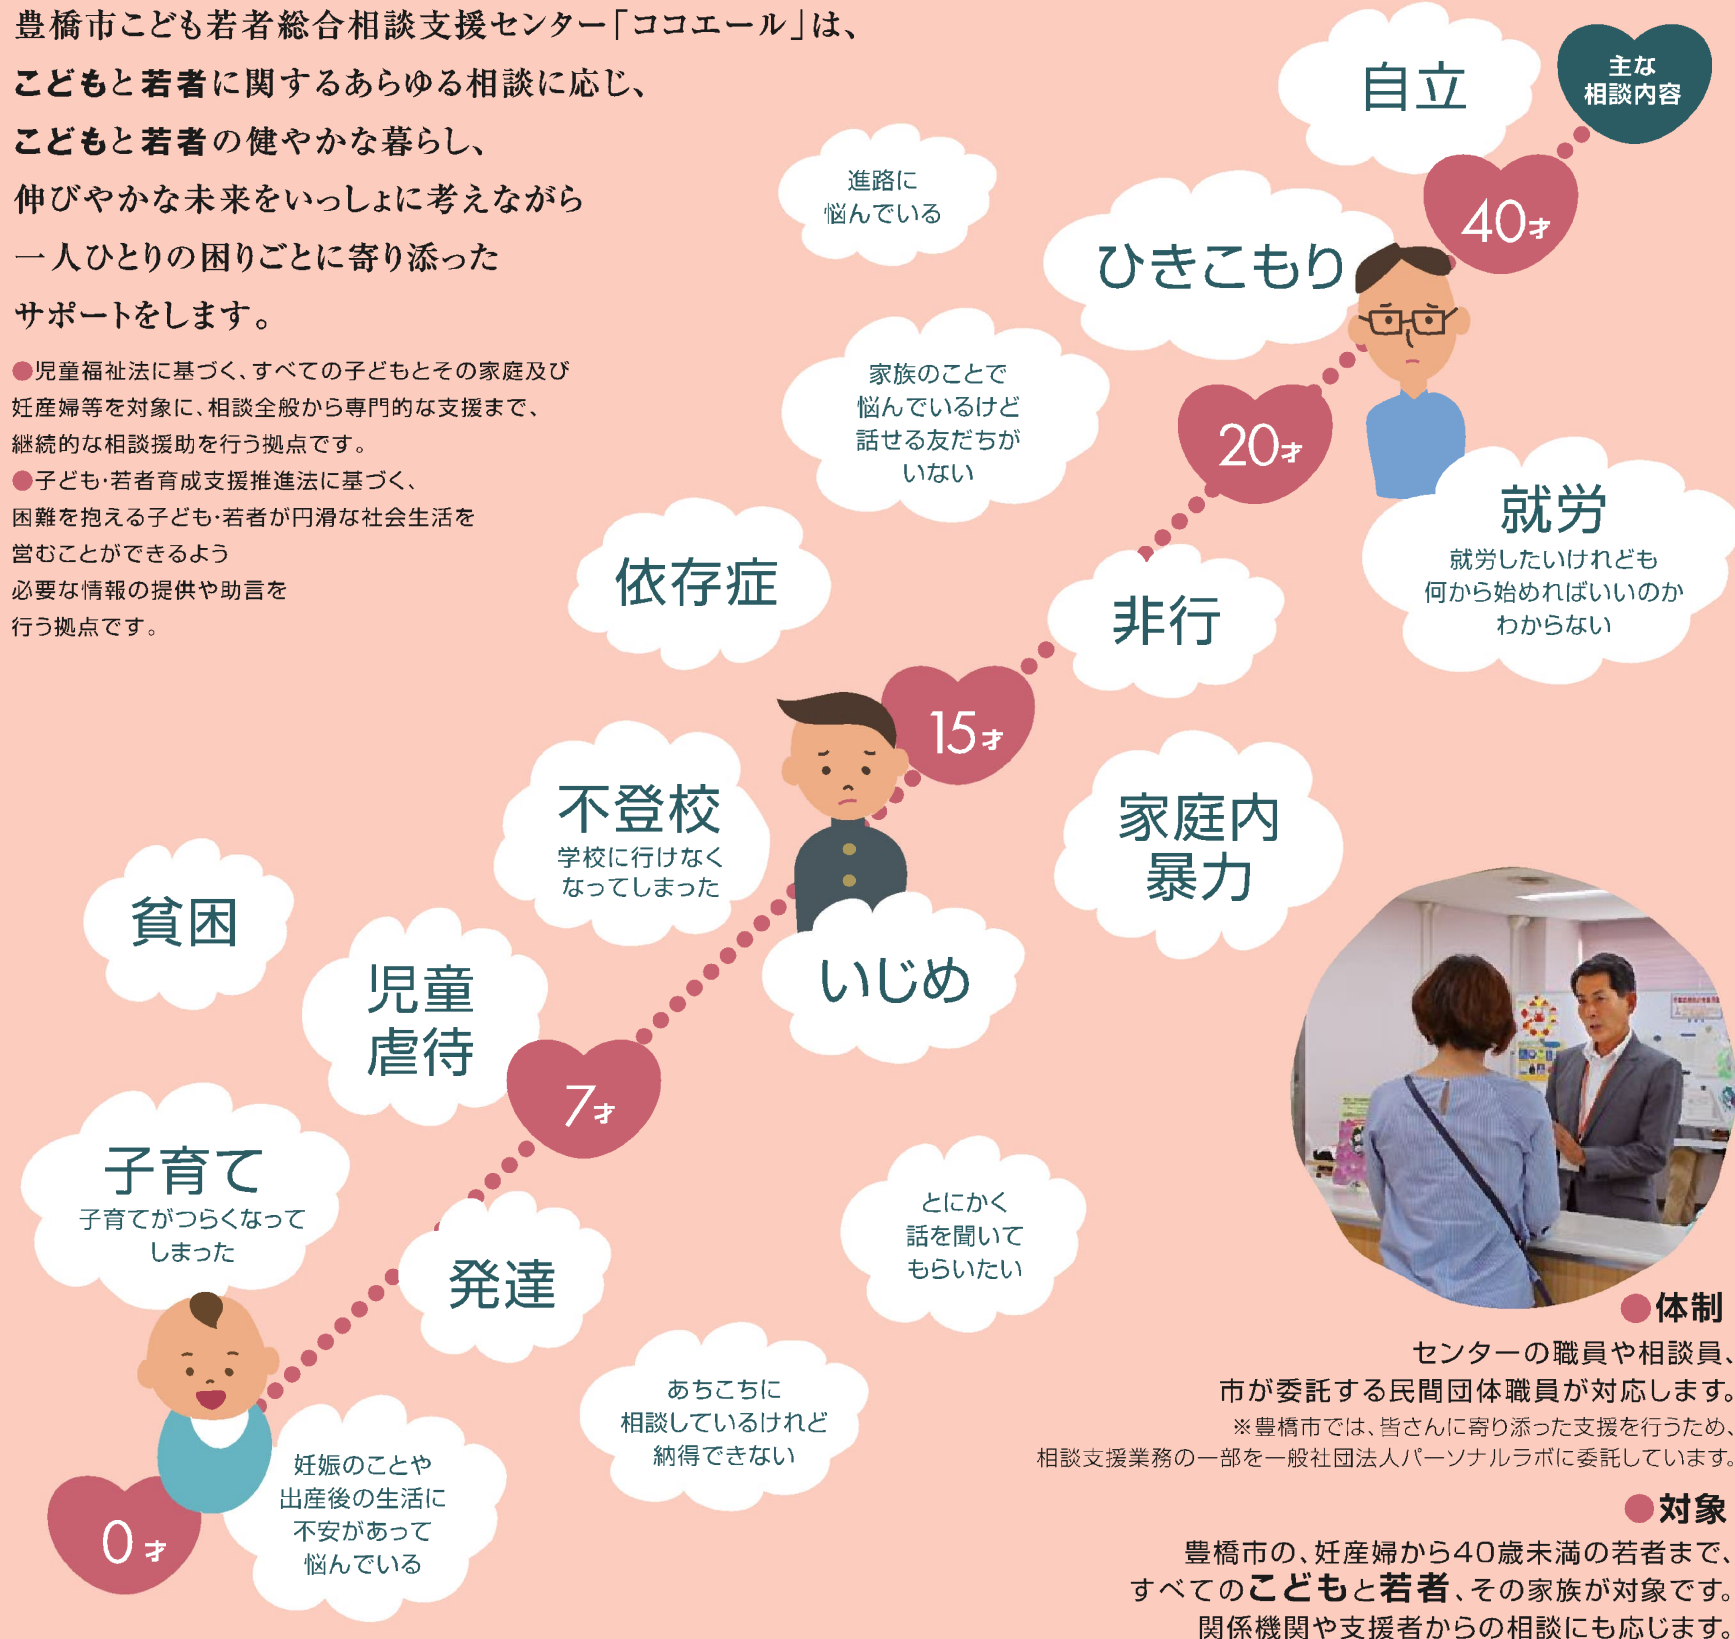 豊橋市こども若者総合相談支援センター「ココエール」は、
こどもと若者に関するあらゆる相談に応じ、
こどもと若者の健やかな暮らし、
伸びやかな未来をいっしょに考えながら
一人ひとりの困りごとに寄り添った
サポートをします。
●児童福祉法に基づく、すべての子どもとその家庭及び
妊産婦等を対象に、相談全般から専門的な支援まで、
継続的な相談援助を行う拠点です。
●子ども・若者育成支援推進法に基づく、
困難を抱える子ども・若者が円滑な社会生活を
営むことができるよう
必要な情報の提供や助言を
行う拠点です。
主な
相談内容
自立
40才
進路に
悩んでいる
ひきこもり
家族のことで
悩んでいるけど
話せる友だちが
いない
20才
就労
就労したいけれども
何から始めればいいのか
わからない
依存症
非行
15才
不登校
学校に行けなく
なってしまった
家庭内
暴力
貧困
児童
虐待
いじめ
7才
子育て
子育てがつらくなって
しまった
発達
とにかく
話を聞いて
もらいたい
あちこちに
相談しているけれど
納得できない
妊娠のことや
出産後の生活に
不安があって
悩んでいる
0才
●体制
センターの職員や相談員、
市が委託する民間団体職員が対応します。
※豊橋市では、皆さんに寄り添った支援を行うため、
相談支援業務の一部を一般社団法人パーソナルラボに委託しています。
●対象
豊橋市の、妊産婦から40歳未満の若者まで、
すべてのこどもと若者、その家族が対象です。
関係機関や支援者からの相談にも応じます。